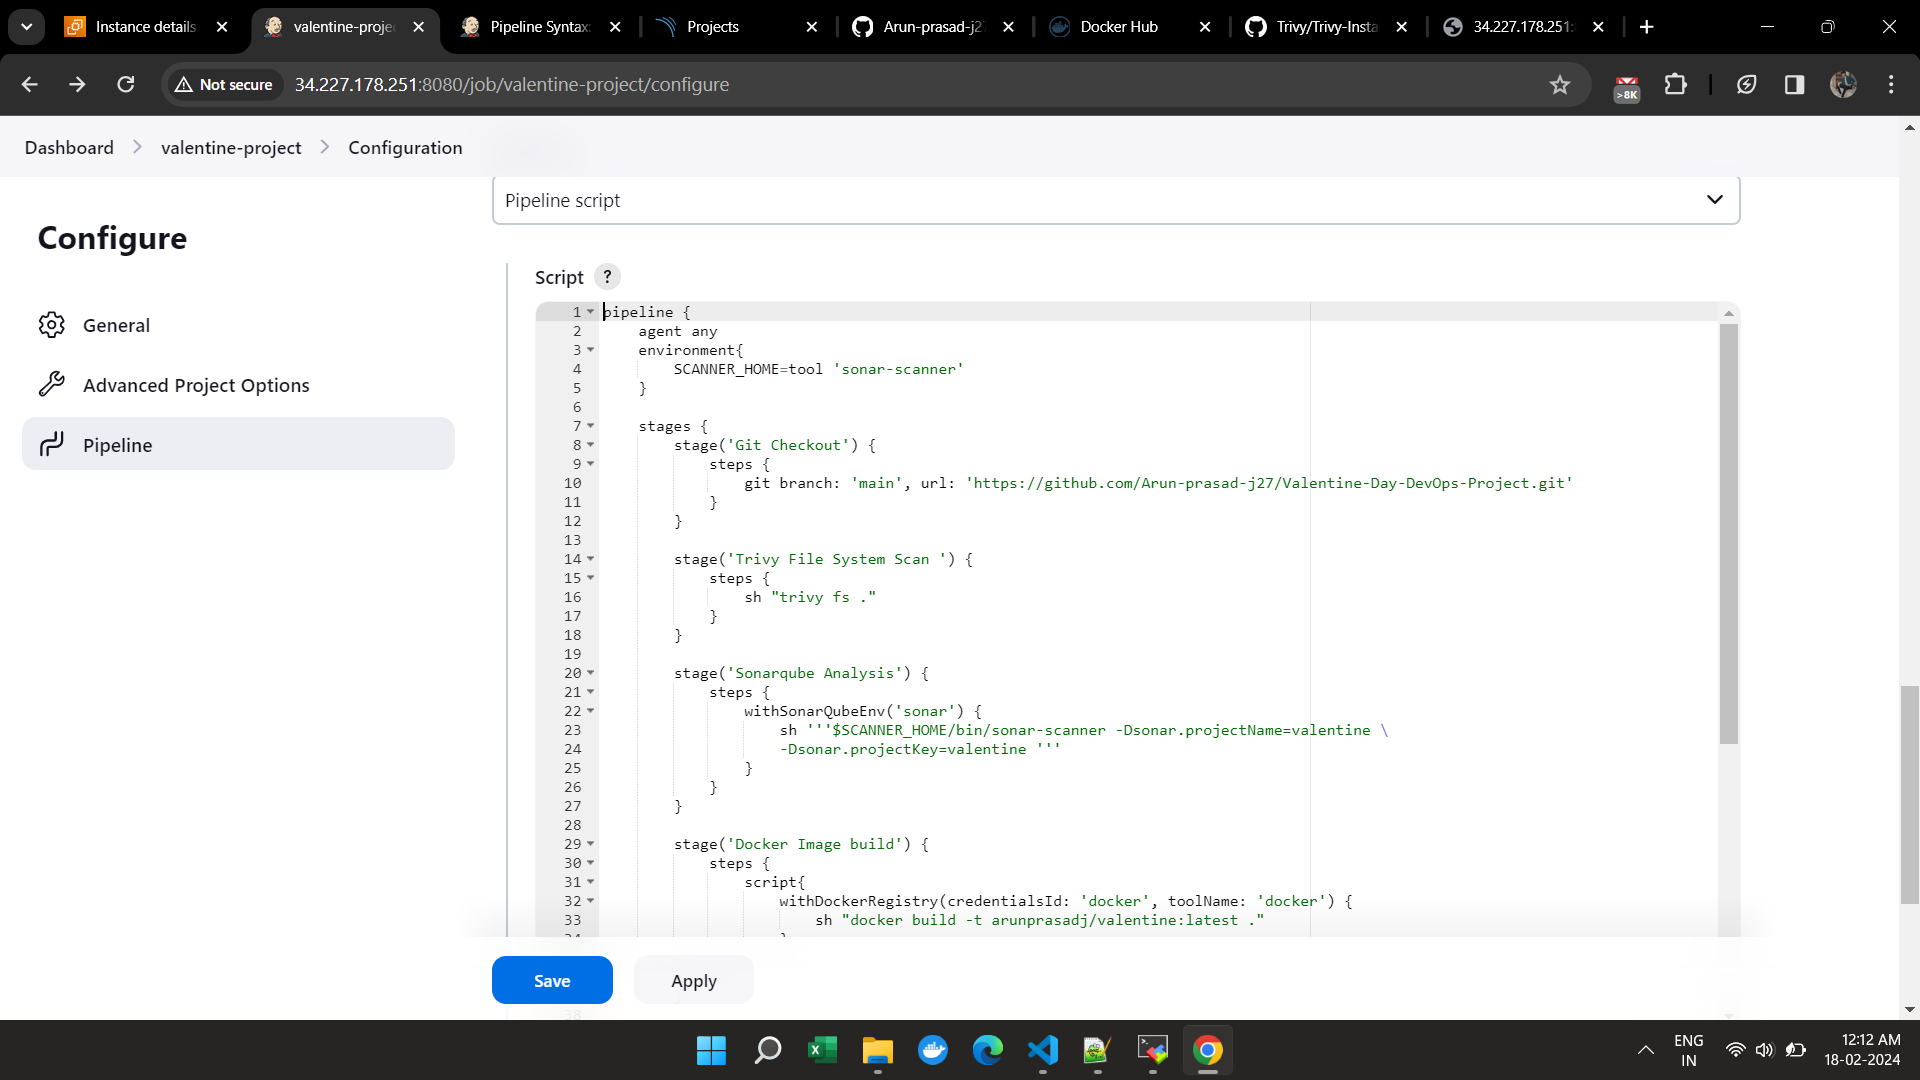 Instance details
valentine-proje
Pipeline Syntax:
Projects
Arun-prasad-j27
Docker Hub
Trivy/Trivy-Insta
34.227.178.251:
Not secure
34.227.178.251:8080/job/valentine-project/configure
>8K
Dashboard
valentine-project
Configuration
Configure
General
Advanced Project Options
Pipeline
Pipeline script
Script ?
1 pipeline {
2 agent any
3 environment{
4 SCANNER_HOME=tool 'sonar-scanner'
5 }
6
7 stages {
8 stage('Git Checkout') {
9 steps {
10 git branch: 'main', url: 'https://github.com/Arun-prasad-j27/Valentine-Day-DevOps-Project.git'
11 }
12 }
13
14 stage('Trivy File System Scan ') {
15 steps {
16 sh "trivy fs ."
17 }
18 }
19
20 stage('Sonarqube Analysis') {
21 steps {
22 withSonarQubeEnv('sonar') {
23 sh '''$SCANNER_HOME/bin/sonar-scanner -Dsonar.projectName=valentine \
24 -Dsonar.projectKey=valentine '''
25 }
26 }
27 }
28
29 stage('Docker Image build') {
30 steps {
31 script{
32 withDockerRegistry(credentialsId: 'docker', toolName: 'docker') {
33 sh "docker build -t arunprasadj/valentine:latest ."
34 }
Save
Apply
38
ENG
IN
12:12 AM
18-02-2024